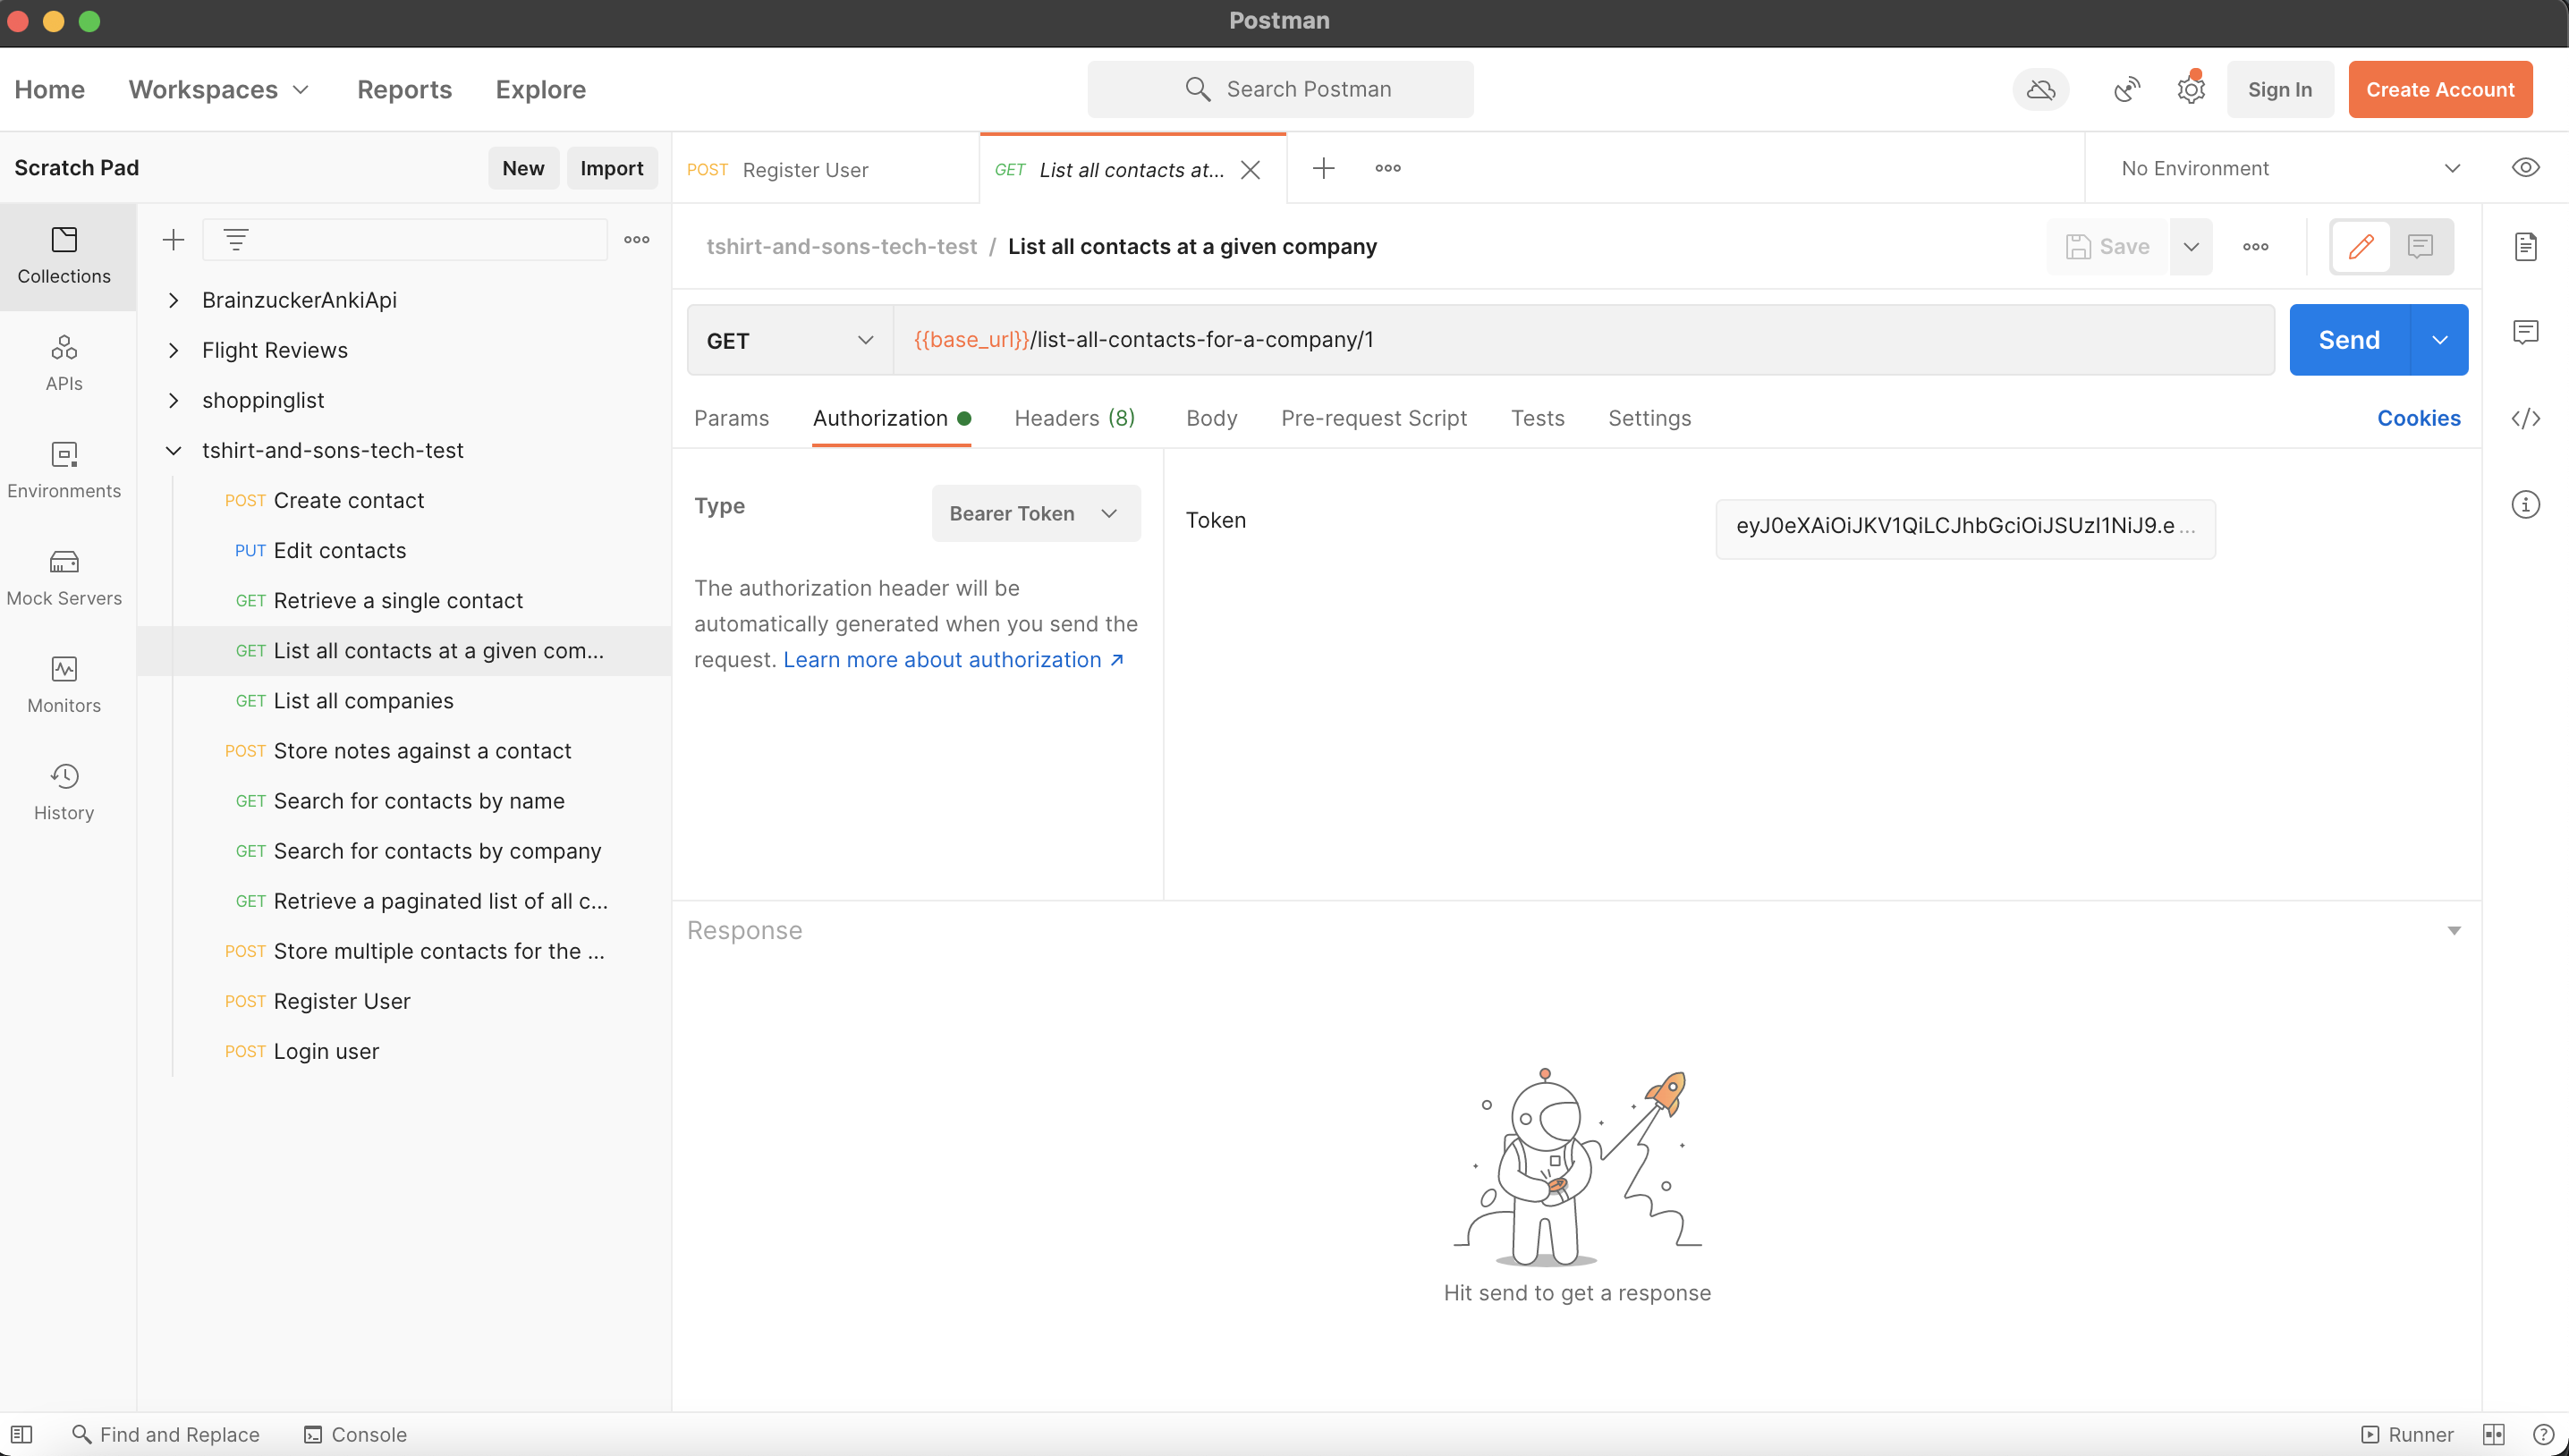 Postman
Home Workspaces Reports Explore
Search Postman
Sign In
Create Account
Scratch Pad
New
Import
POST Register User
GET List all contacts at...
No Environment
Collections
APIs
Environments
Mock Servers
Monitors
History
BrainzuckerAnkiApi
Flight Reviews
shoppinglist
tshirt-and-sons-tech-test
POST Create contact
PUT Edit contacts
GET Retrieve a single contact
GET List all contacts at a given com...
GET List all companies
POST Store notes against a contact
GET Search for contacts by name
GET Search for contacts by company
GET Retrieve a paginated list of all c...
POST Store multiple contacts for the ...
POST Register User
POST Login user
tshirt-and-sons-tech-test / List all contacts at a given company
Save
GET
{{base_url}}/list-all-contacts-for-a-company/1
Send
Params Authorization Headers (8) Body Pre-request Script Tests Settings
Cookies
Type
Bearer Token
The authorization header will be
automatically generated when you send the
request. Learn more about authorization ↗
Token
eyJ0eXAiOiJKV1QiLCJhbGciOiJSUzI1NiJ9.e ...
Response
Hit send to get a response
Find and Replace
Console
Runner